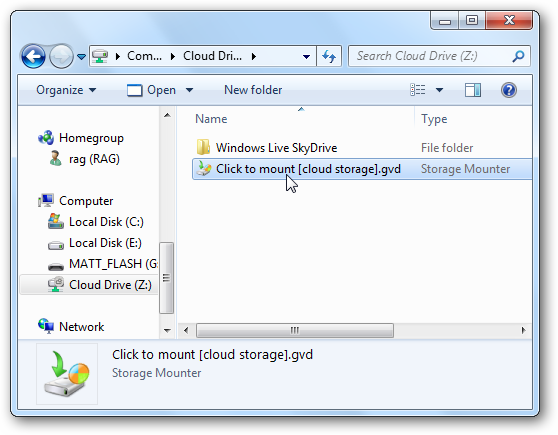 Com... Cloud Dri... Search Cloud Drive (Z:)
Organize Open New folder
Name Type
Homegroup
rag (RAG)
Computer
Local Disk (C:)
Local Disk (E:)
MATT_FLASH (G:
Cloud Drive (Z:)
Network
Windows Live SkyDrive File folder
Click to mount [cloud storage].gvd Storage Mounter
Click to mount [cloud storage].gvd
Storage Mounter